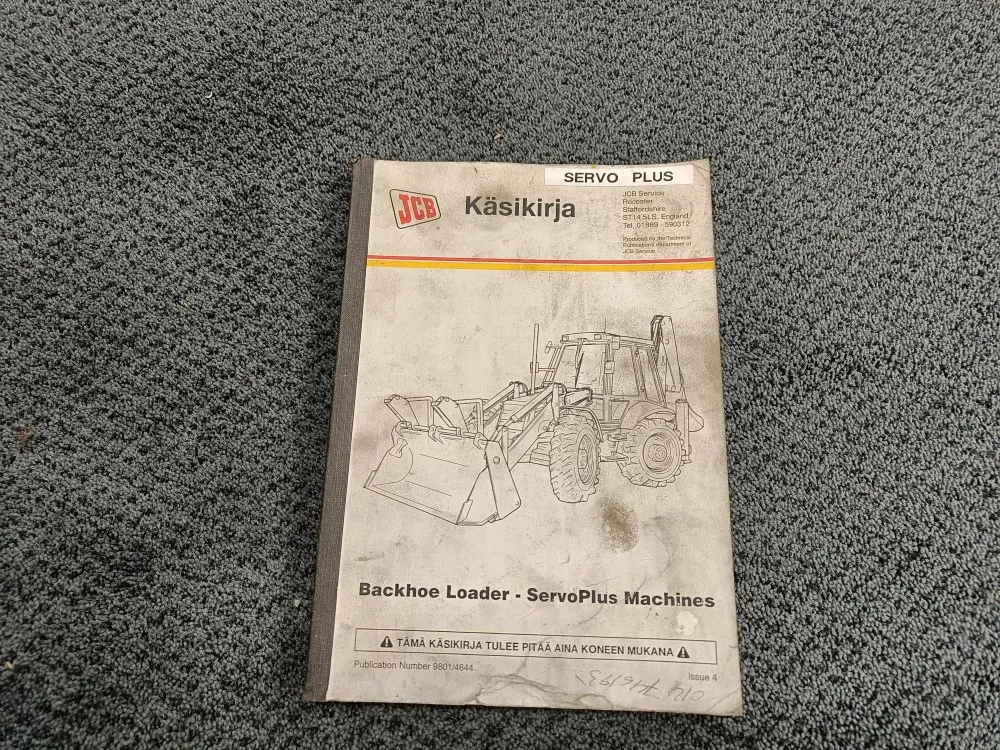 SERVO PLUS
JCB
Käsikirja
JCB Service
Rocester
Staffordshire
ST14 5LS, England
Tel. 01889 - 590312
Produced by the Technical
Publications department of
JCB Service
Backhoe Loader - ServoPlus Machines
TÄMÄ KÄSIKIRJA TULEE PITÄÄ AINA KONEEN MUKANA
Publication Number 9801/4644
Issue 4